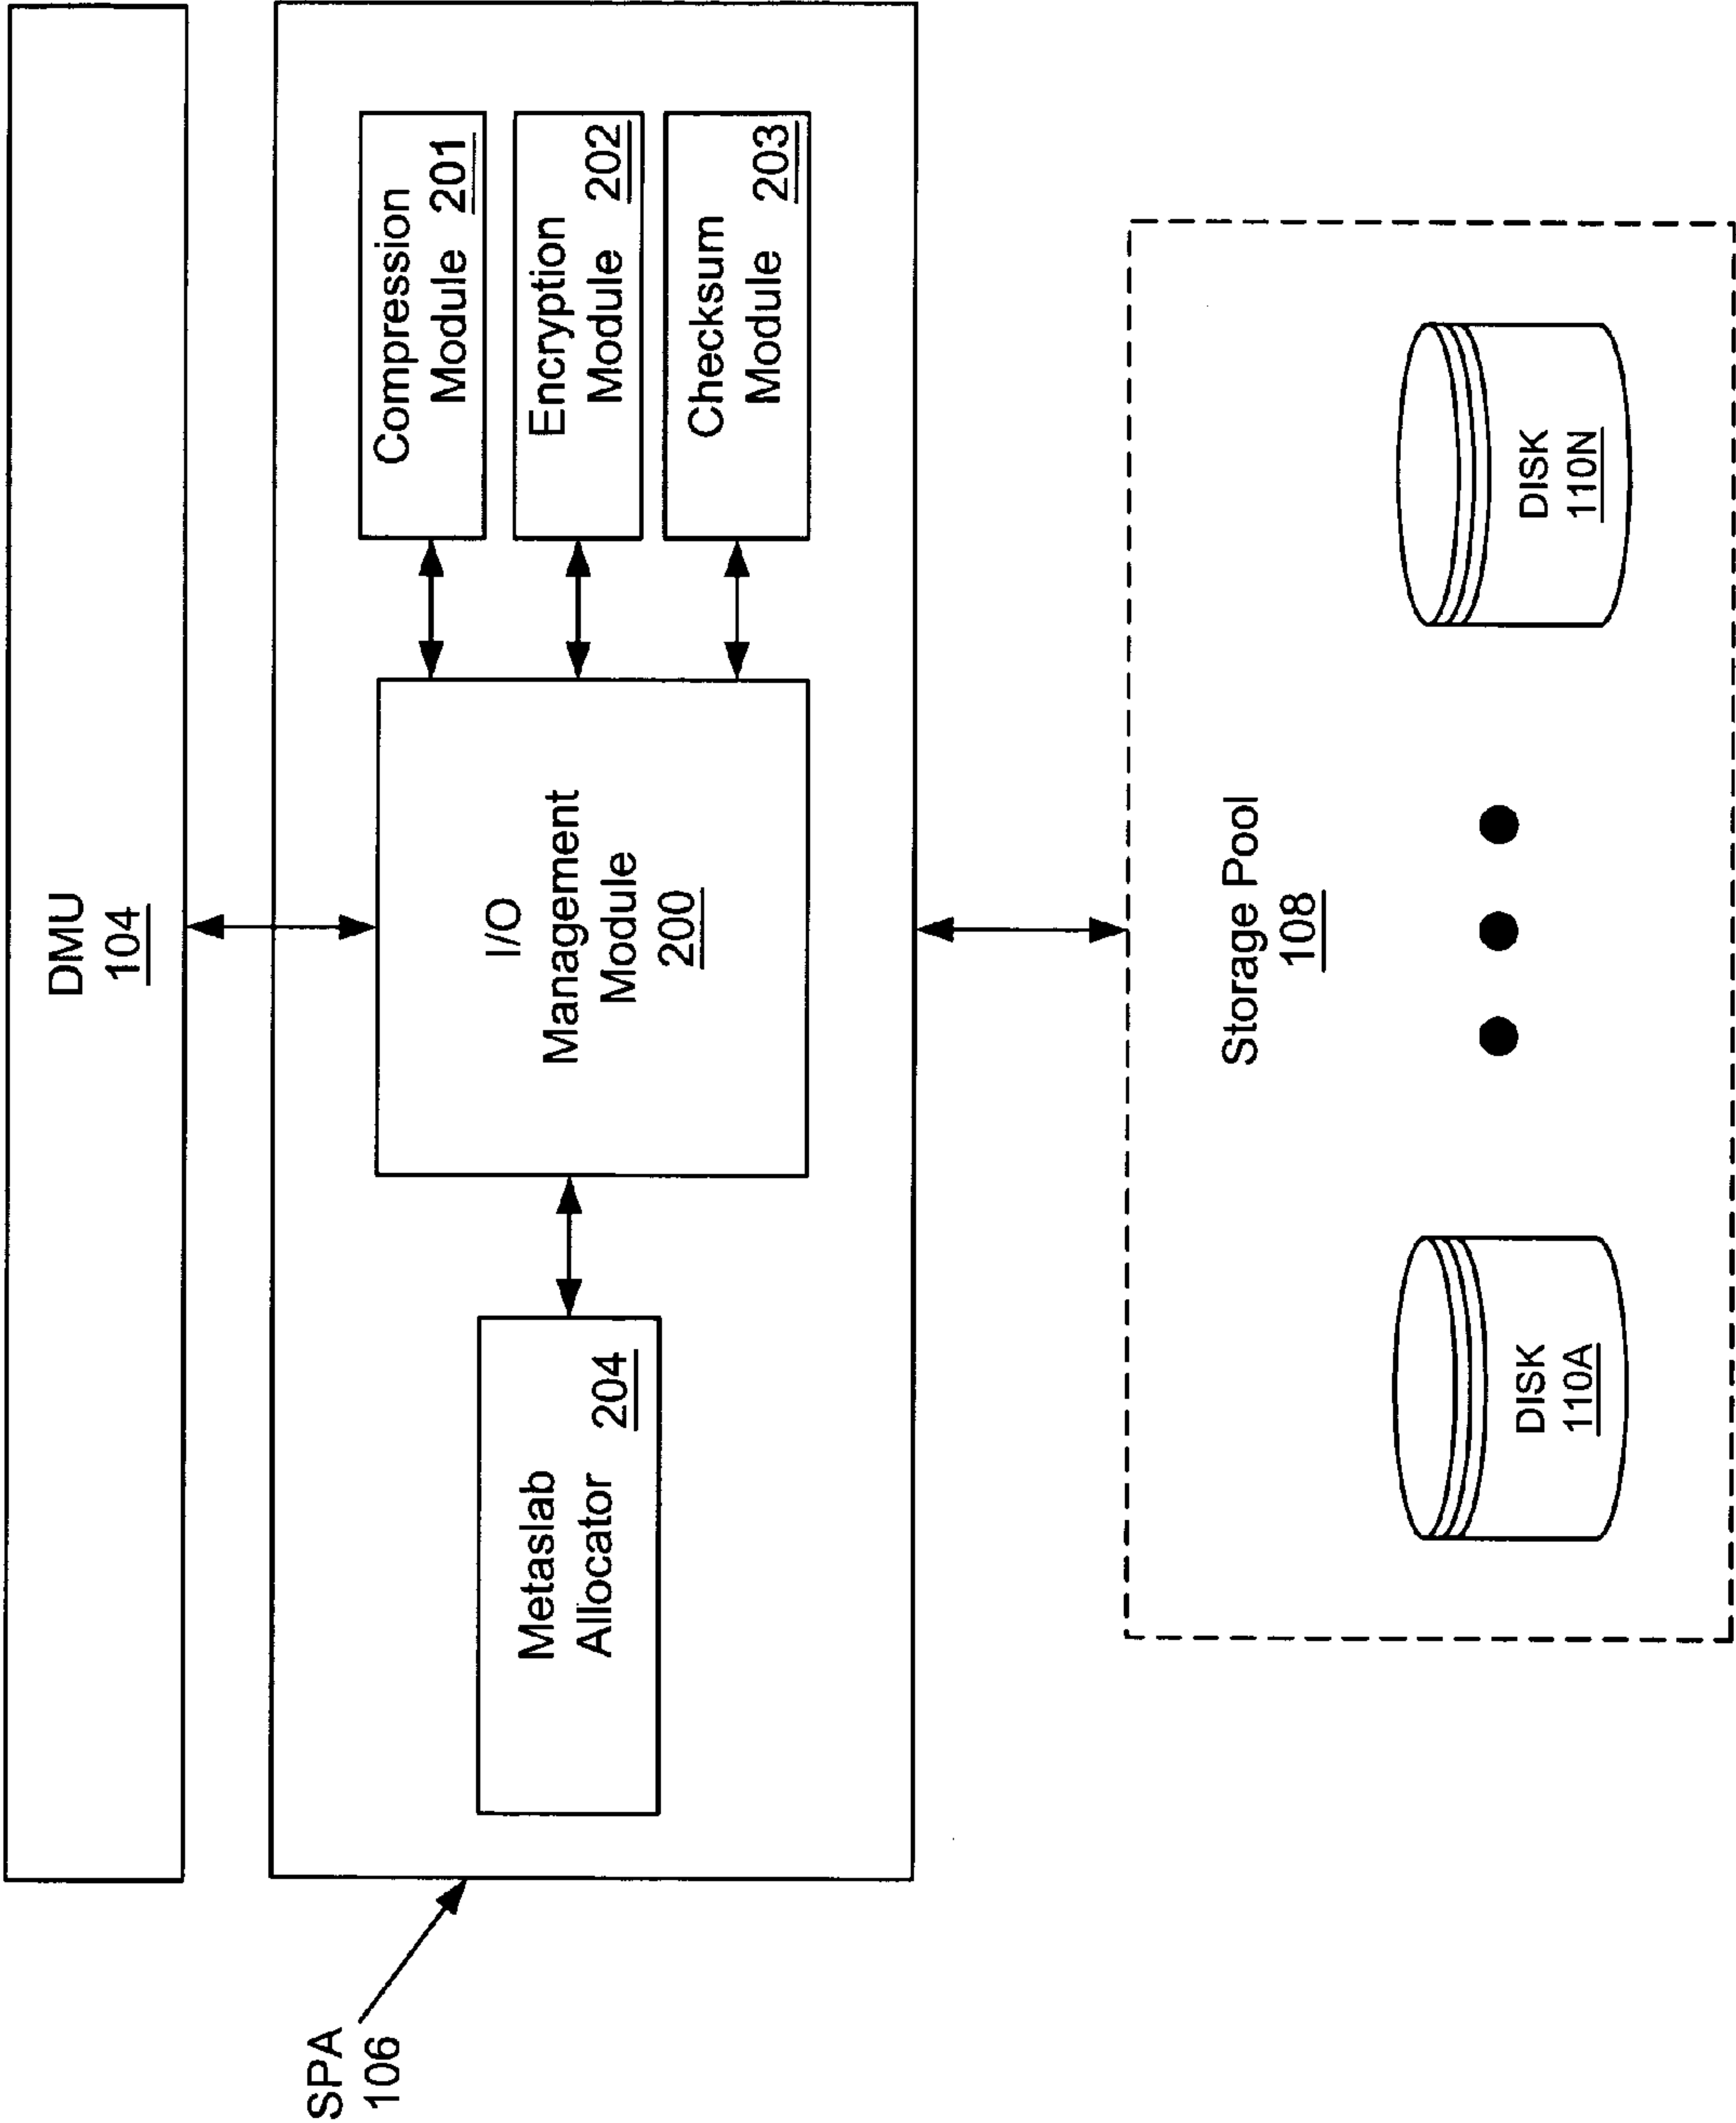 DMU
104
SPA
106
Metaslab
Allocator 204
I/O
Management
Module
200
Compression
Module 201
Encryption
Module 202
Checksum
Module 203
Storage Pool
108
DISK
110A
DISK
110N